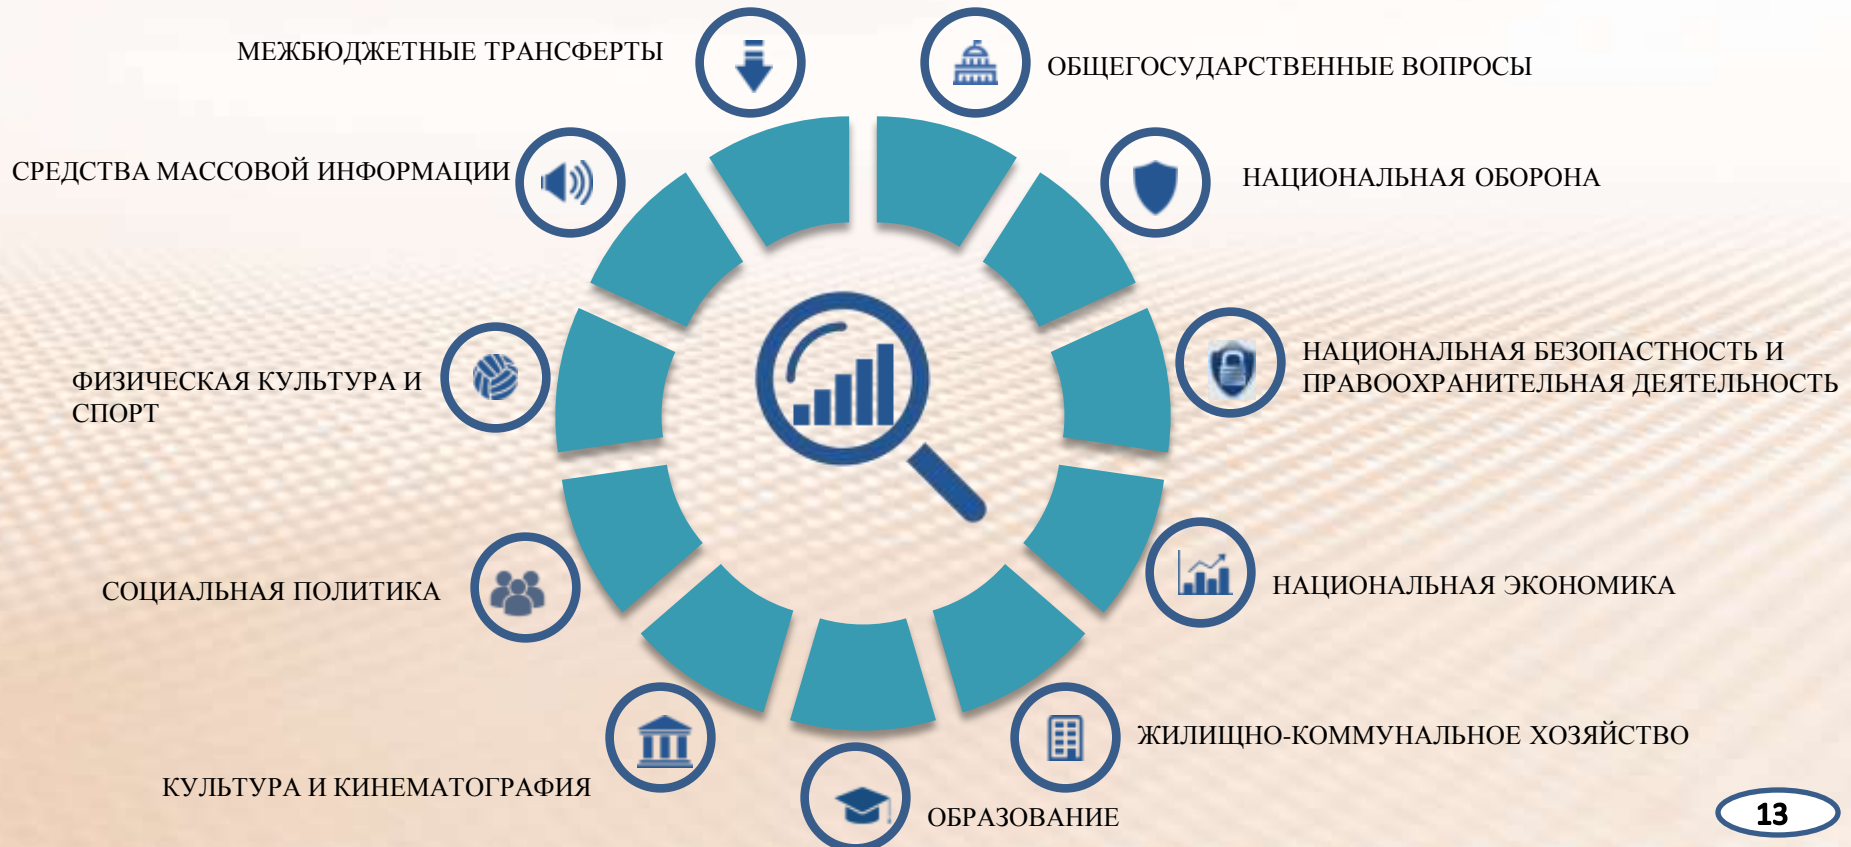 МЕЖБЮДЖЕТНЫЕ ТРАНСФЕРТЫ
ОБЩЕГОСУДАРСТВЕННЫЕ ВОПРОСЫ
СРЕДСТВА МАССОВОЙ ИНФОРМАЦИИ
НАЦИОНАЛЬНАЯ ОБОРОНА
НАЦИОНАЛЬНАЯ БЕЗОПАСТНОСТЬ И
ПРАВООХРАНИТЕЛЬНАЯ ДЕЯТЕЛЬНОСТЬ
ФИЗИЧЕСКАЯ КУЛЬТУРА И
СПОРТ
СОЦИАЛЬНАЯ ПОЛИТИКА
НАЦИОНАЛЬНАЯ ЭКОНОМИКА
ЖИЛИЩНО-КОММУНАЛЬНОЕ ХОЗЯЙСТВО
КУЛЬТУРА И КИНЕМАТОГРАФИЯ
ОБРАЗОВАНИЕ
13